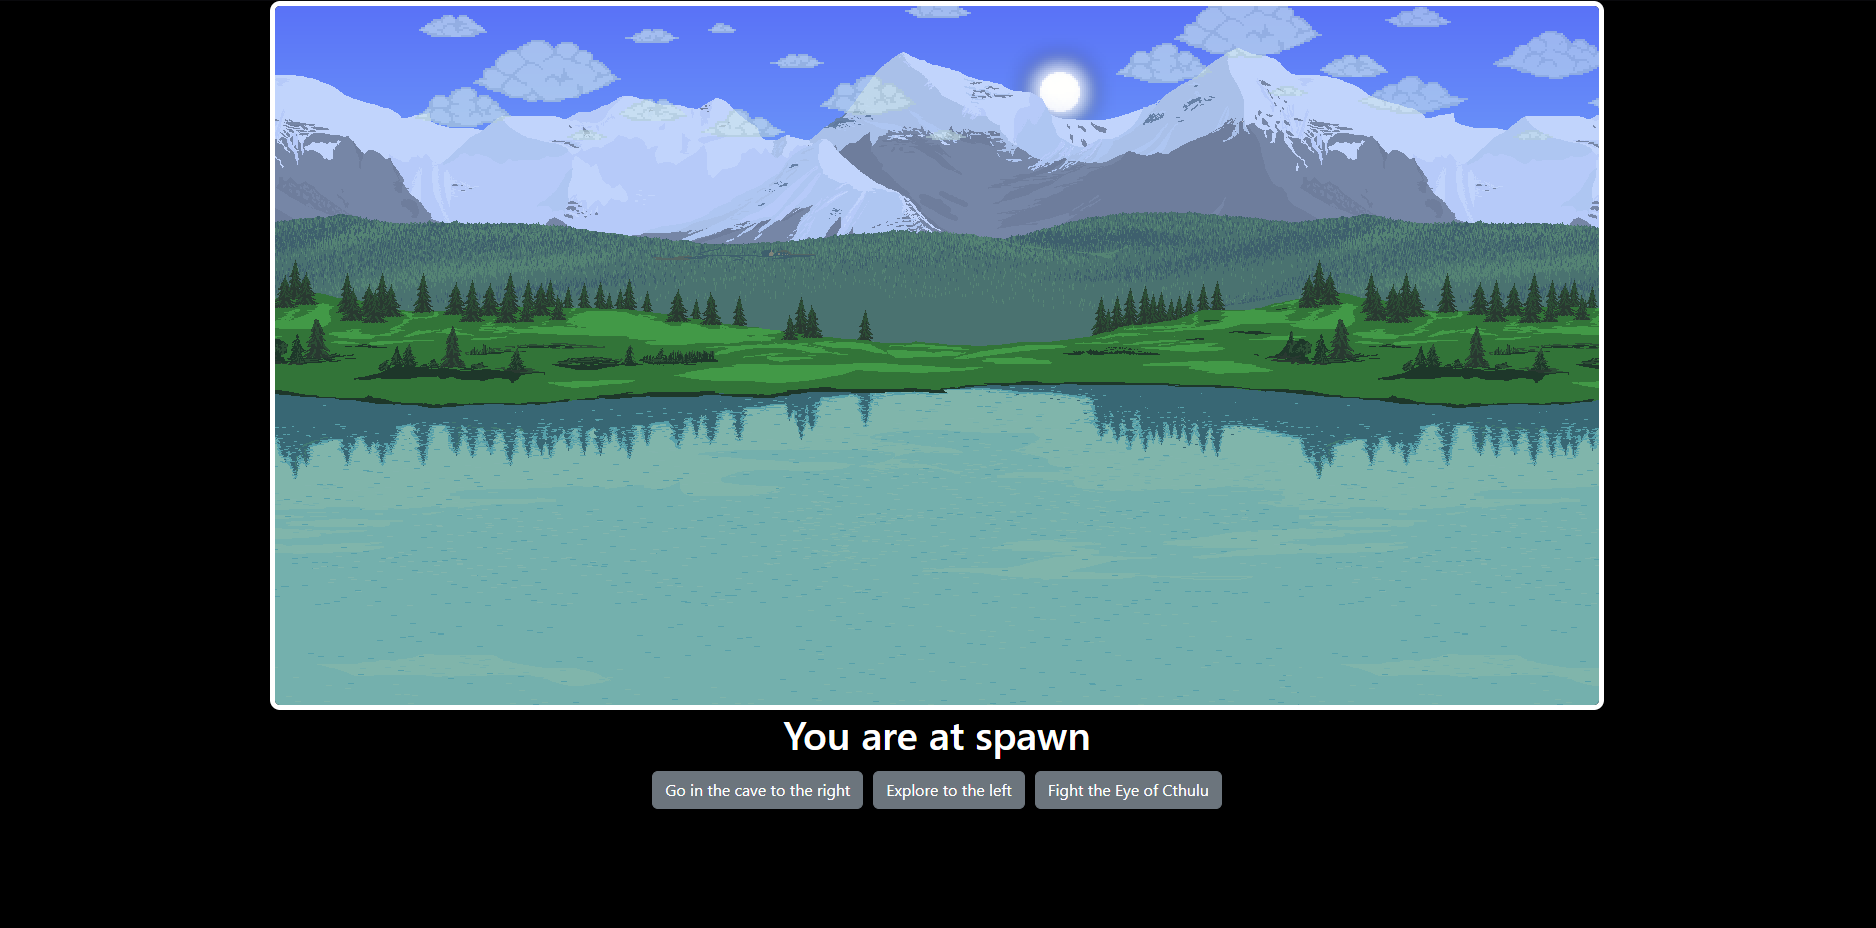 You are at spawn
Go in the cave to the right
Explore to the left
Fight the Eye of Cthulu